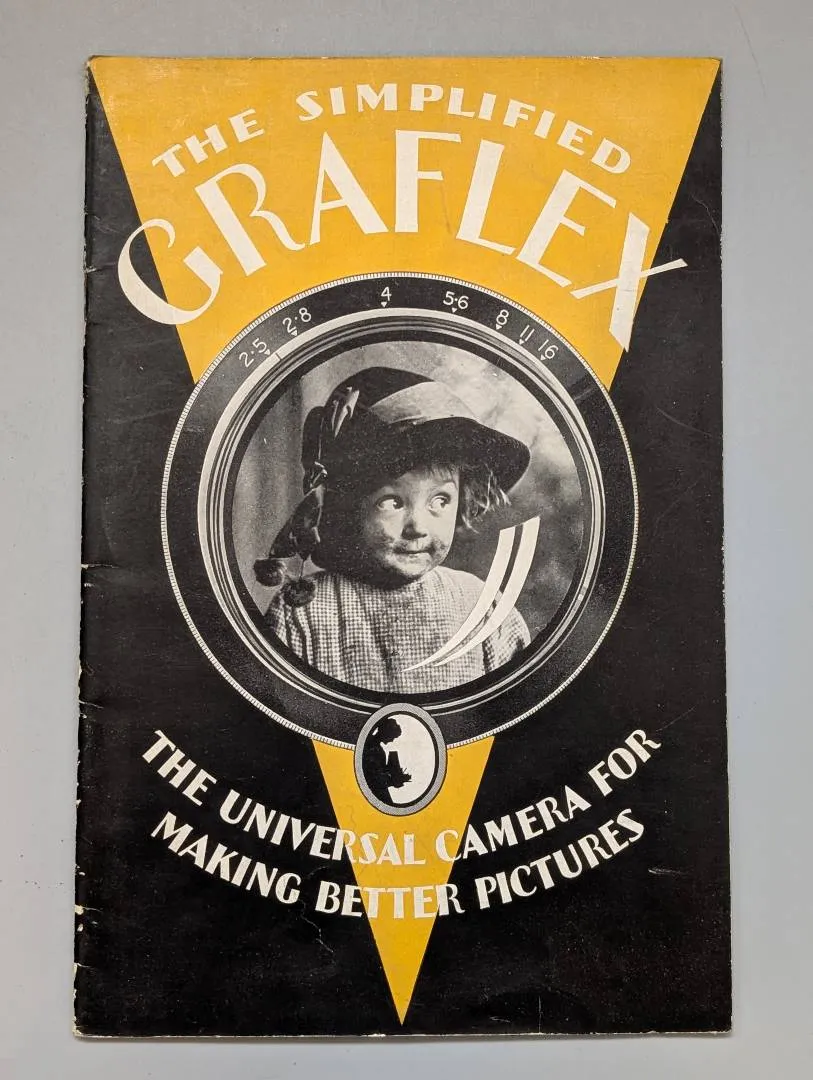 THE SIMPLIFIED
GRAFLEX
2·5 2·8 4 5·6 8 11 16
THE UNIVERSAL CAMERA FOR
MAKING BETTER PICTURES